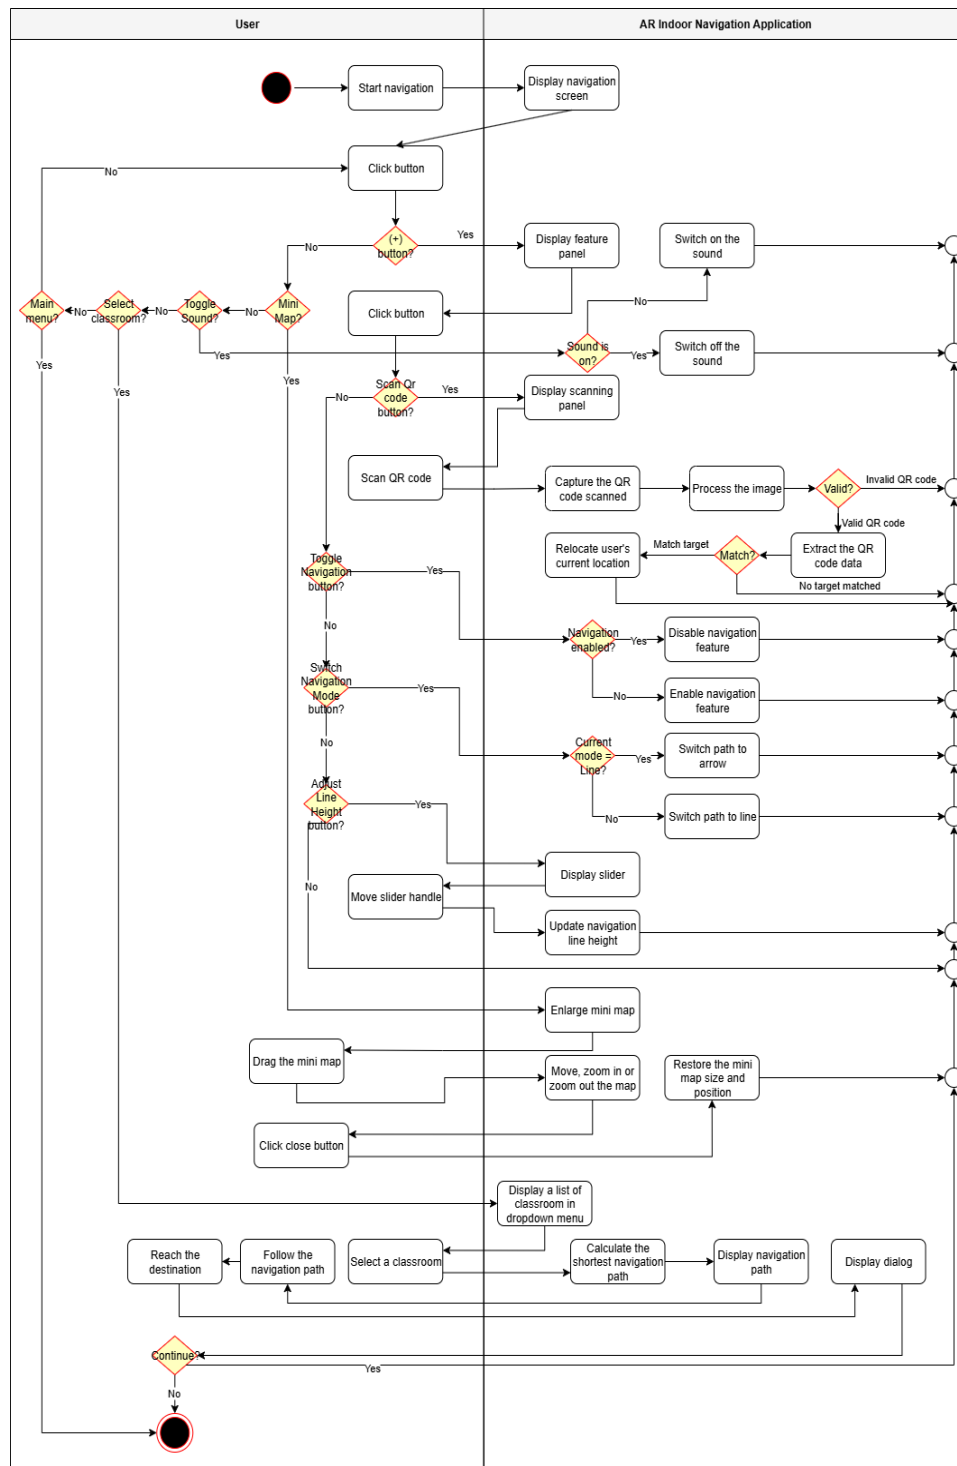 User
AR Indoor Navigation Application
Start navigation
Display navigation
screen
Click button
No
(+)
button?
Yes
No
Display feature
panel
Switch on the
sound
Main
menu?
No
Select
classroom?
No
Toggle
Sound?
No
Mini
Map?
Click button
No
Yes
Sound is
on?
Yes
Switch off the
sound
Yes
Yes
Yes
Scan Qr
code
button?
Yes
No
Display scanning
panel
Scan QR code
Capture the QR
code scanned
Process the image
Valid?
Invalid QR code
Valid QR code
Extract the QR
code data
Match?
Match target
No target matched
Relocate user's
current location
Toggle
Navigation
button?
Yes
No
Navigation
enabled?
Yes
Disable navigation
feature
No
Enable navigation
feature
Switch
Navigation
Mode
button?
Yes
No
Current
mode =
Line?
Yes
Switch path to
arrow
No
Switch path to line
Adjust
Line
Height
button?
Yes
No
Display slider
Move slider handle
Update navigation
line height
Enlarge mini map
Drag the mini map
Move, zoom in or
zoom out the map
Restore the mini
map size and
position
Click close button
Display a list of
classroom in
dropdown menu
Select a classroom
Calculate the
shortest navigation
path
Display navigation
path
Follow the
navigation path
Reach the
destination
Display dialog
Continue?
Yes
No